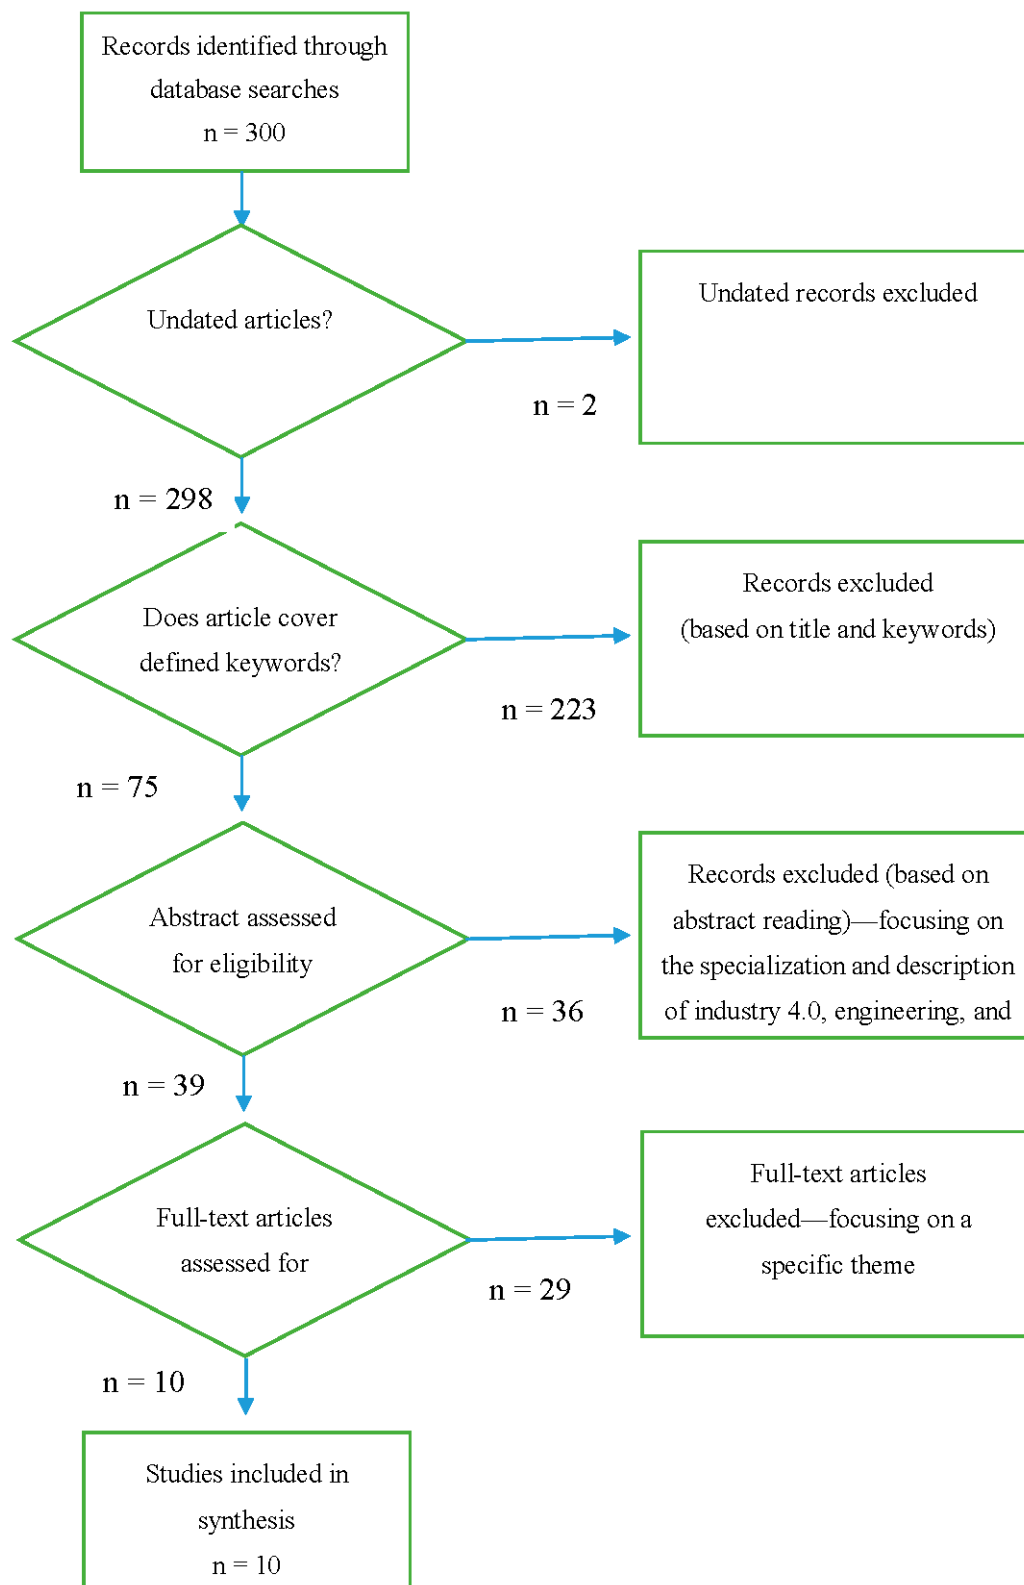 Records identified through
database searches
n = 300
Undated articles?
Undated records excluded
n = 2
n = 298
Does article cover
defined keywords?
Records excluded
(based on title and keywords)
n = 223
n = 75
Abstract assessed
for eligibility
Records excluded (based on
abstract reading)—focusing on
the specialization and description
of industry 4.0, engineering, and
n = 36
n = 39
Full-text articles
assessed for
Full-text articles
excluded—focusing on a
specific theme
n = 29
n = 10
Studies included in
synthesis
n = 10